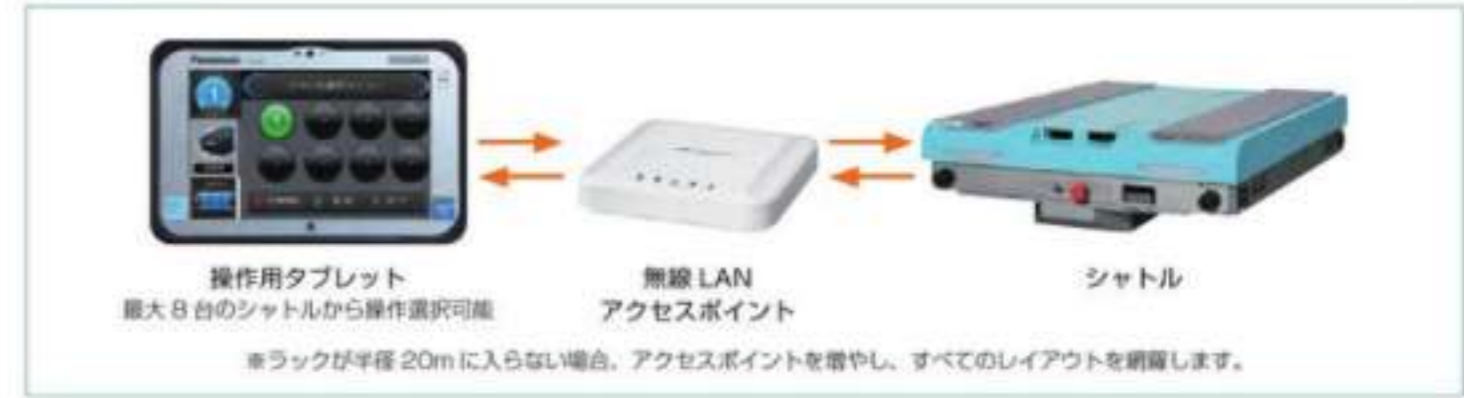 Panasonic
操作用タブレット
最大 8 台のシャトルから操作選択可能
無線 LAN
アクセスポイント
シャトル
※ラックが半径 20m に入らない場合、アクセスポイントを増やし、すべてのレイアウトを網羅します。